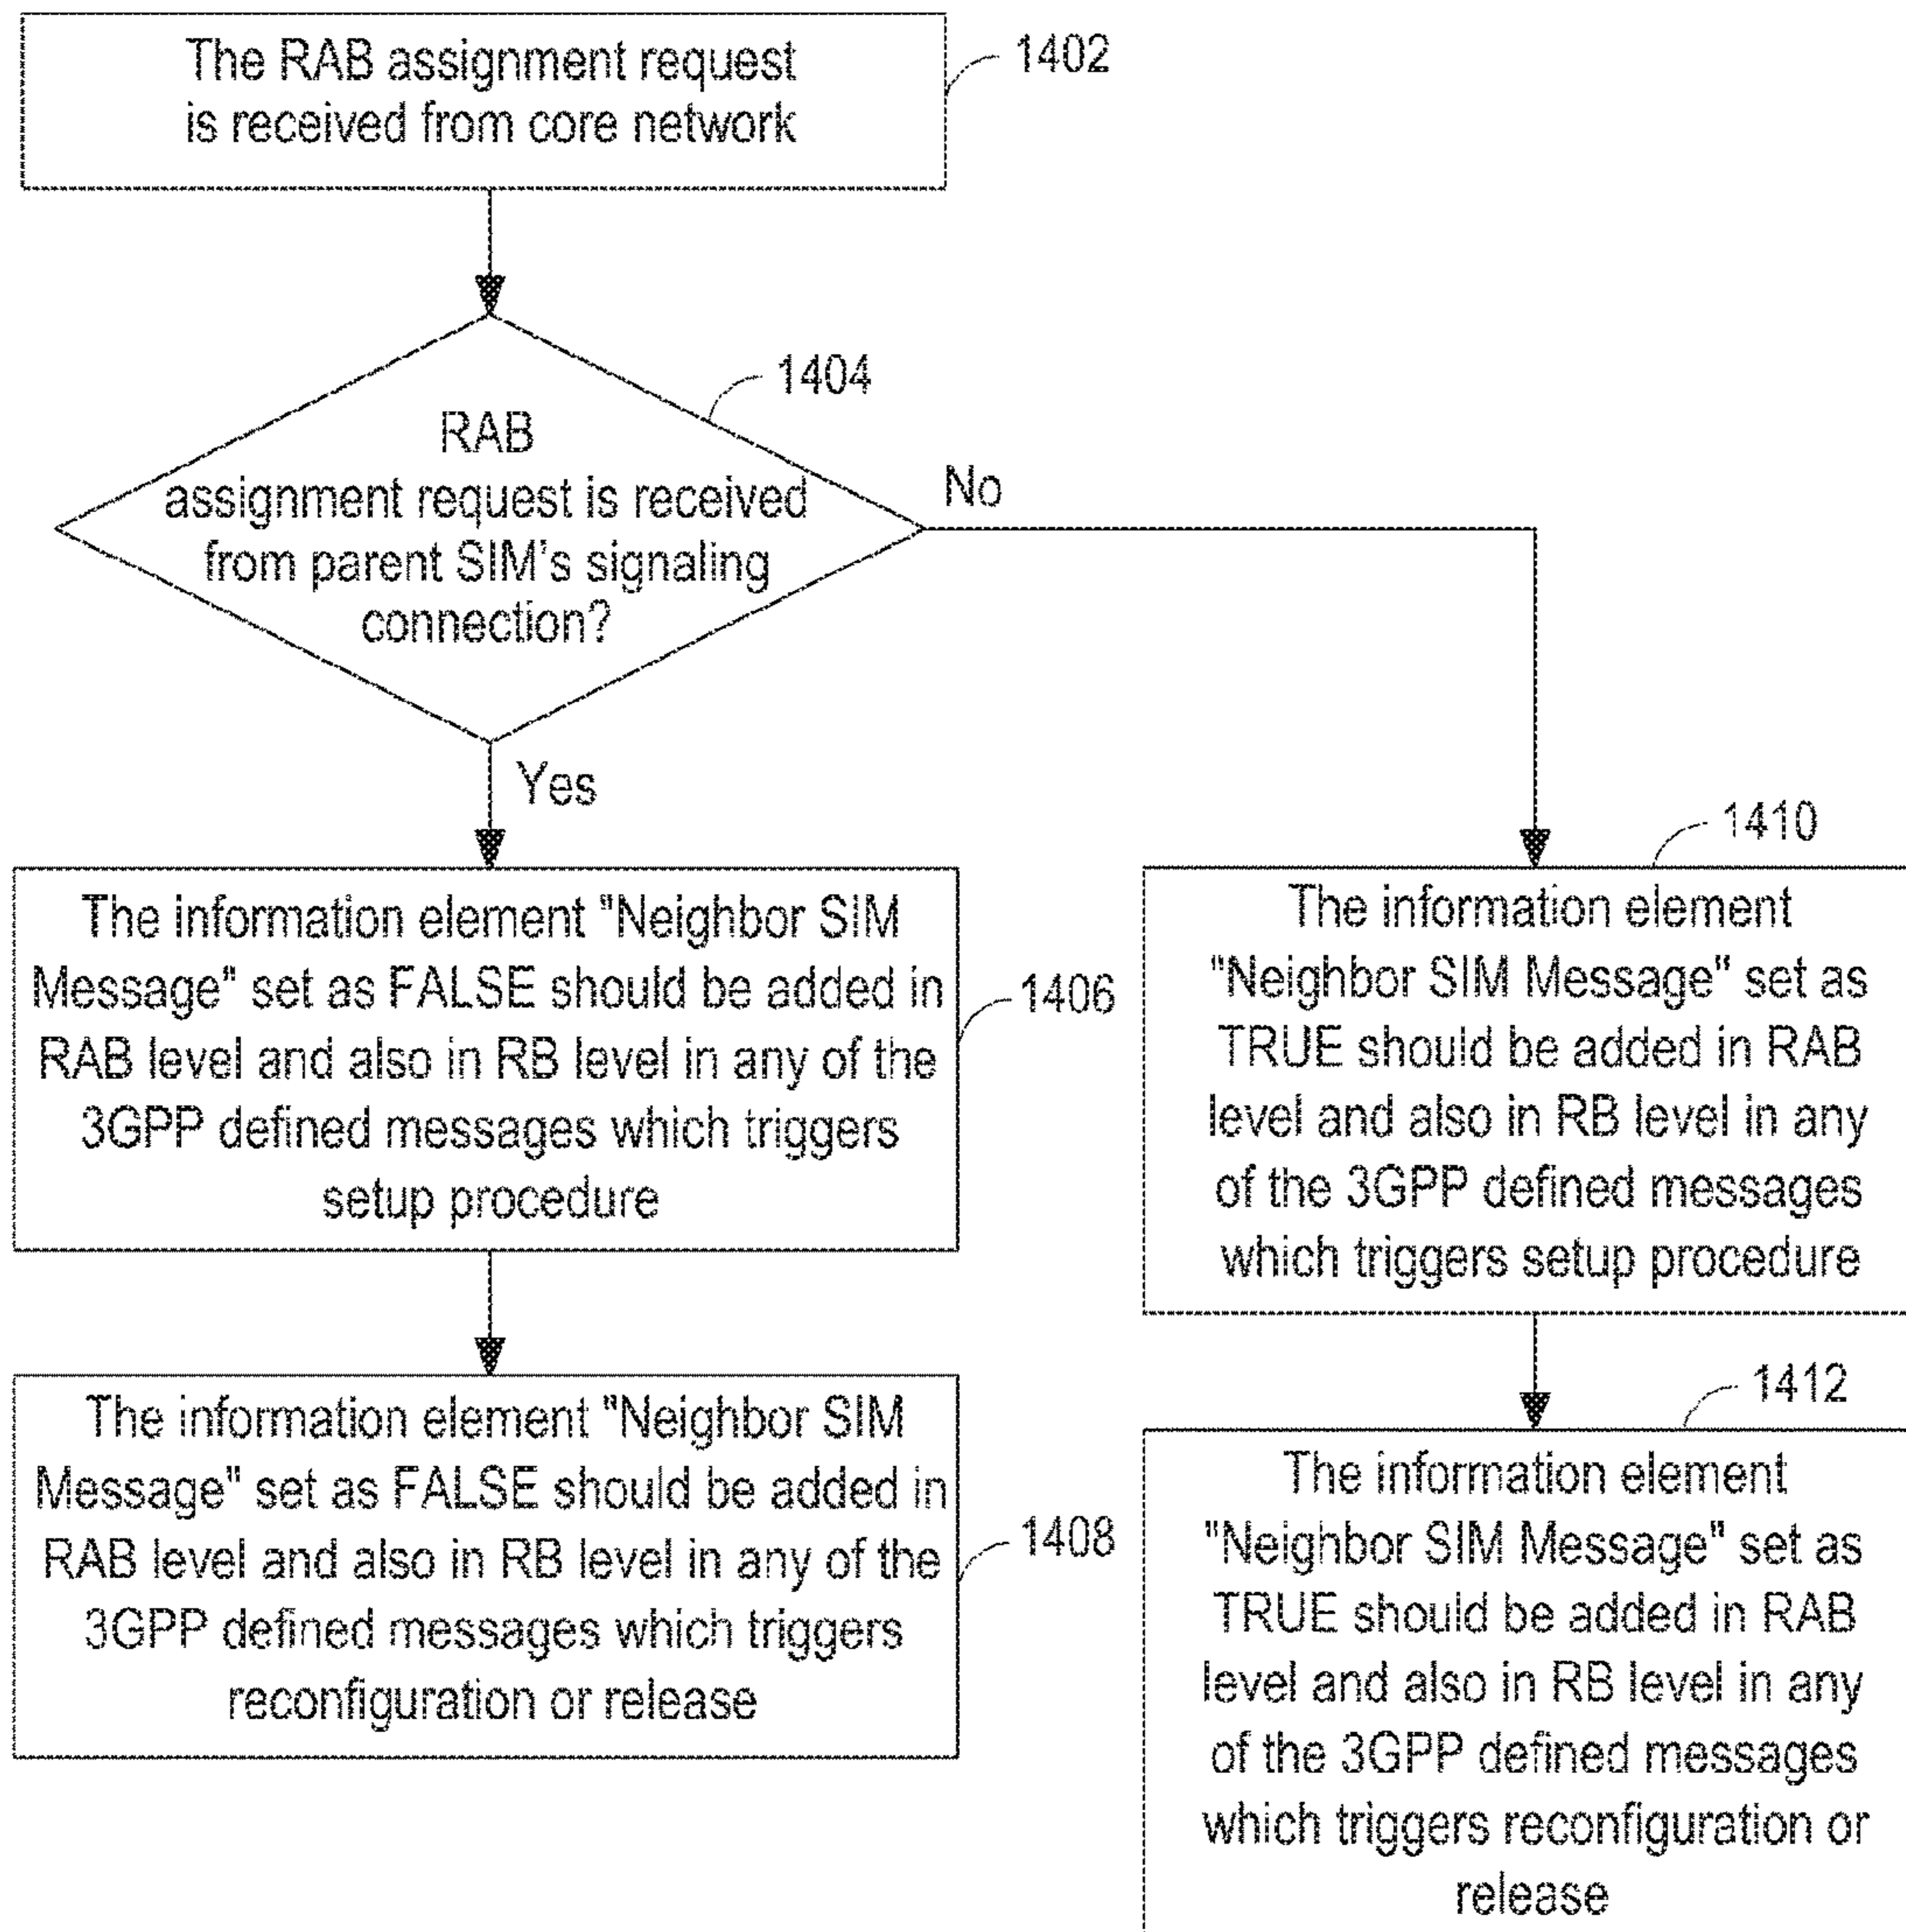 The RAB assignment request
is received from core network
1402
1404
RAB
assignment request is received
from parent SIM's signaling
connection?
No
Yes
The information element "Neighbor SIM
Message" set as FALSE should be added in
RAB level and also in RB level in any of the
3GPP defined messages which triggers
setup procedure
1406
The information element "Neighbor SIM
Message" set as FALSE should be added in
RAB level and also in RB level in any of the
3GPP defined messages which triggers
reconfiguration or release
1408
1410
The information element
"Neighbor SIM Message" set as
TRUE should be added in RAB
level and also in RB level in any
of the 3GPP defined messages
which triggers setup procedure
1412
The information element
"Neighbor SIM Message" set as
TRUE should be added in RAB
level and also in RB level in any
of the 3GPP defined messages
which triggers reconfiguration or
release